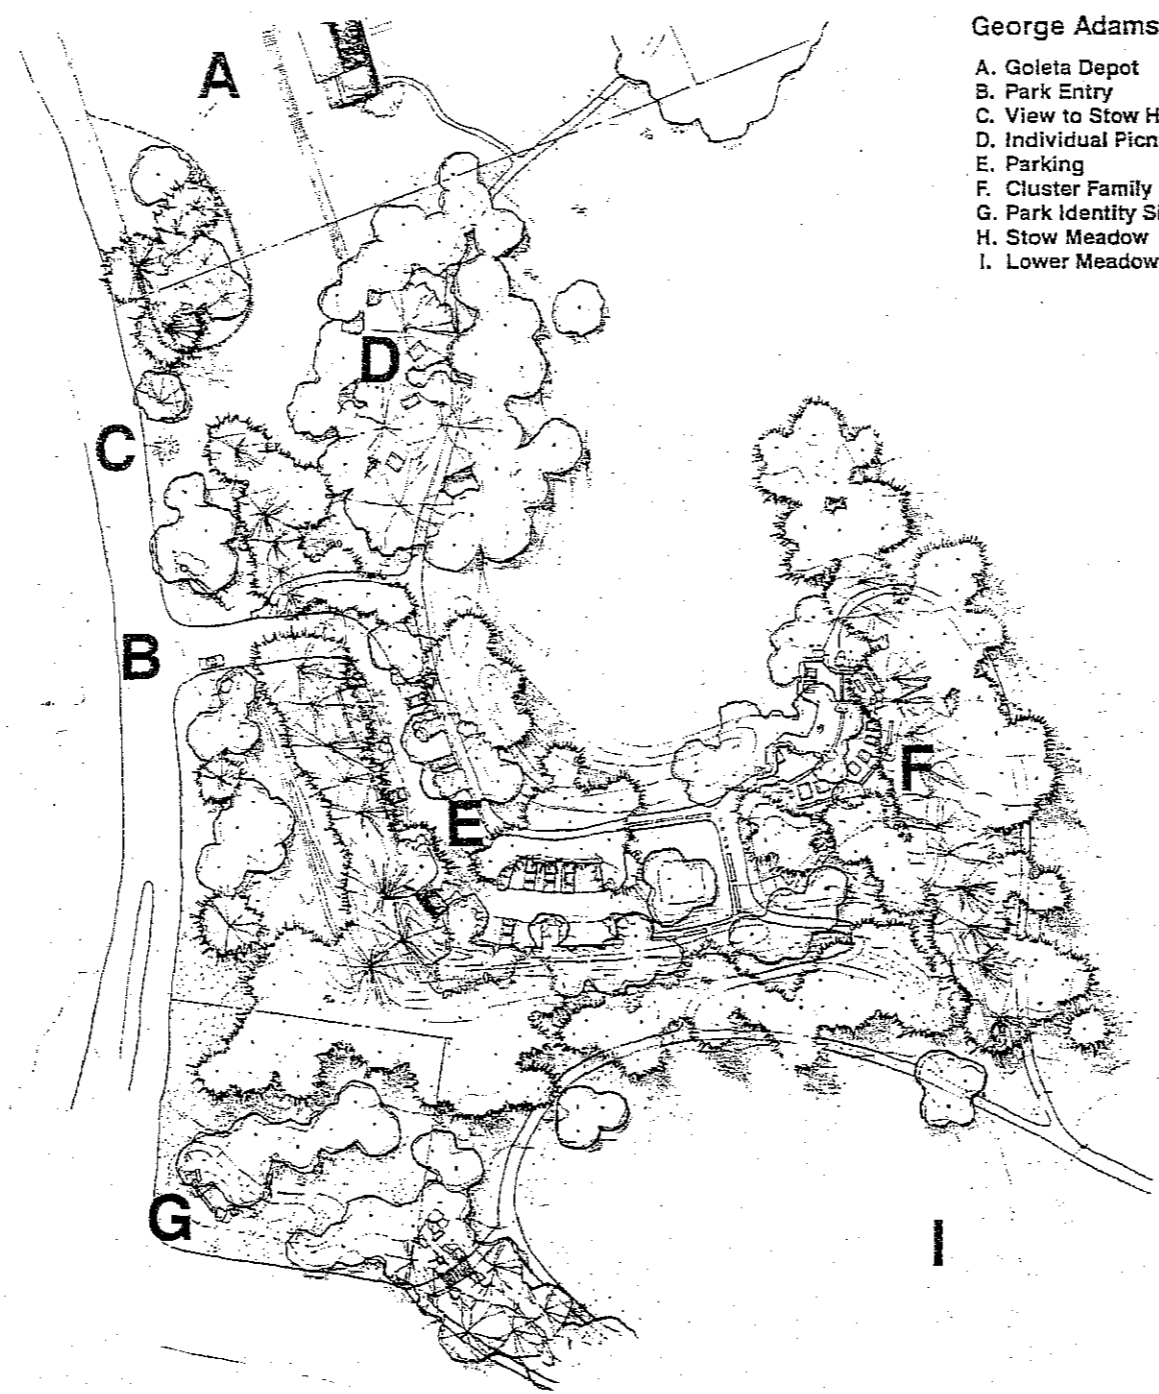 George Adams
A. Goleta Depot
B. Park Entry
C. View to Stow H
D. Individual Picn
E. Parking
F. Cluster Family
G. Park Identity Si
H. Stow Meadow
I. Lower Meadow
A
D
C
B
F
E
G
I